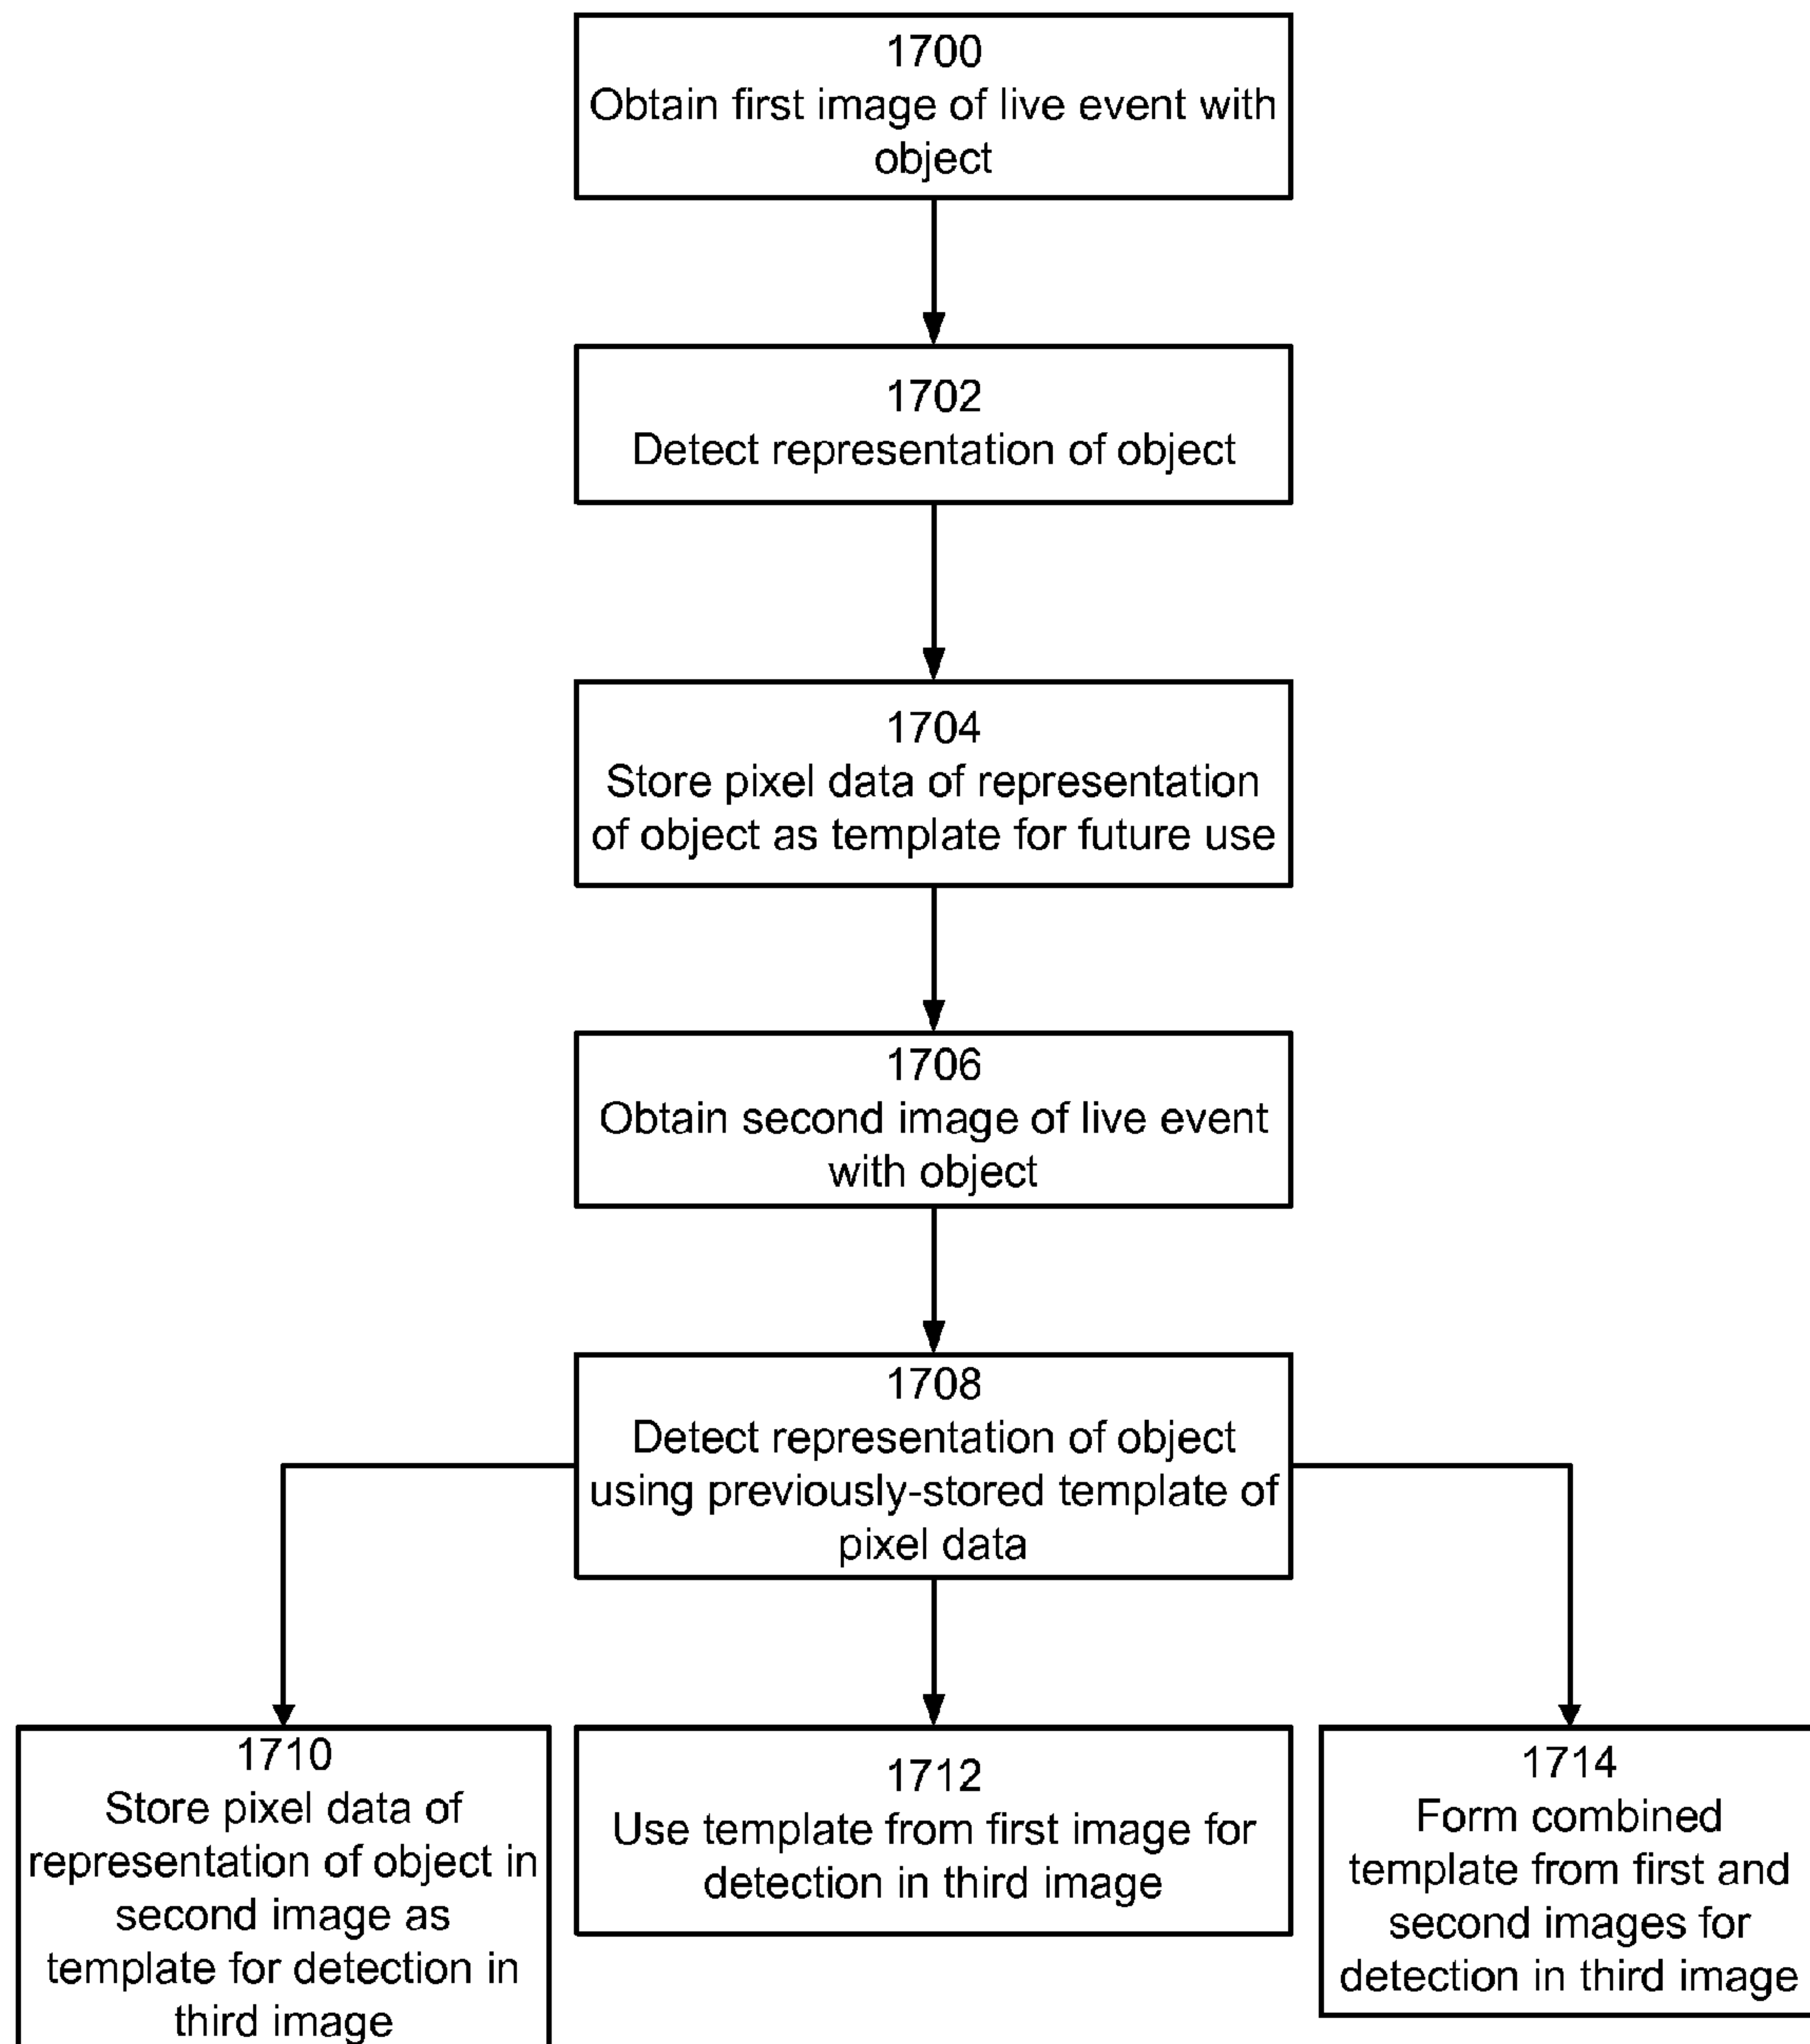 1700
Obtain first image of live event with
object
1702
Detect representation of object
1704
Store pixel data of representation
of object as template for future use
1706
Obtain second image of live event
with object
1708
Detect representation of object
using previously-stored template of
pixel data
1710
Store pixel data of
representation of object in
second image as
template for detection in
third image
1712
Use template from first image for
detection in third image
1714
Form combined
template from first and
second images for
detection in third image